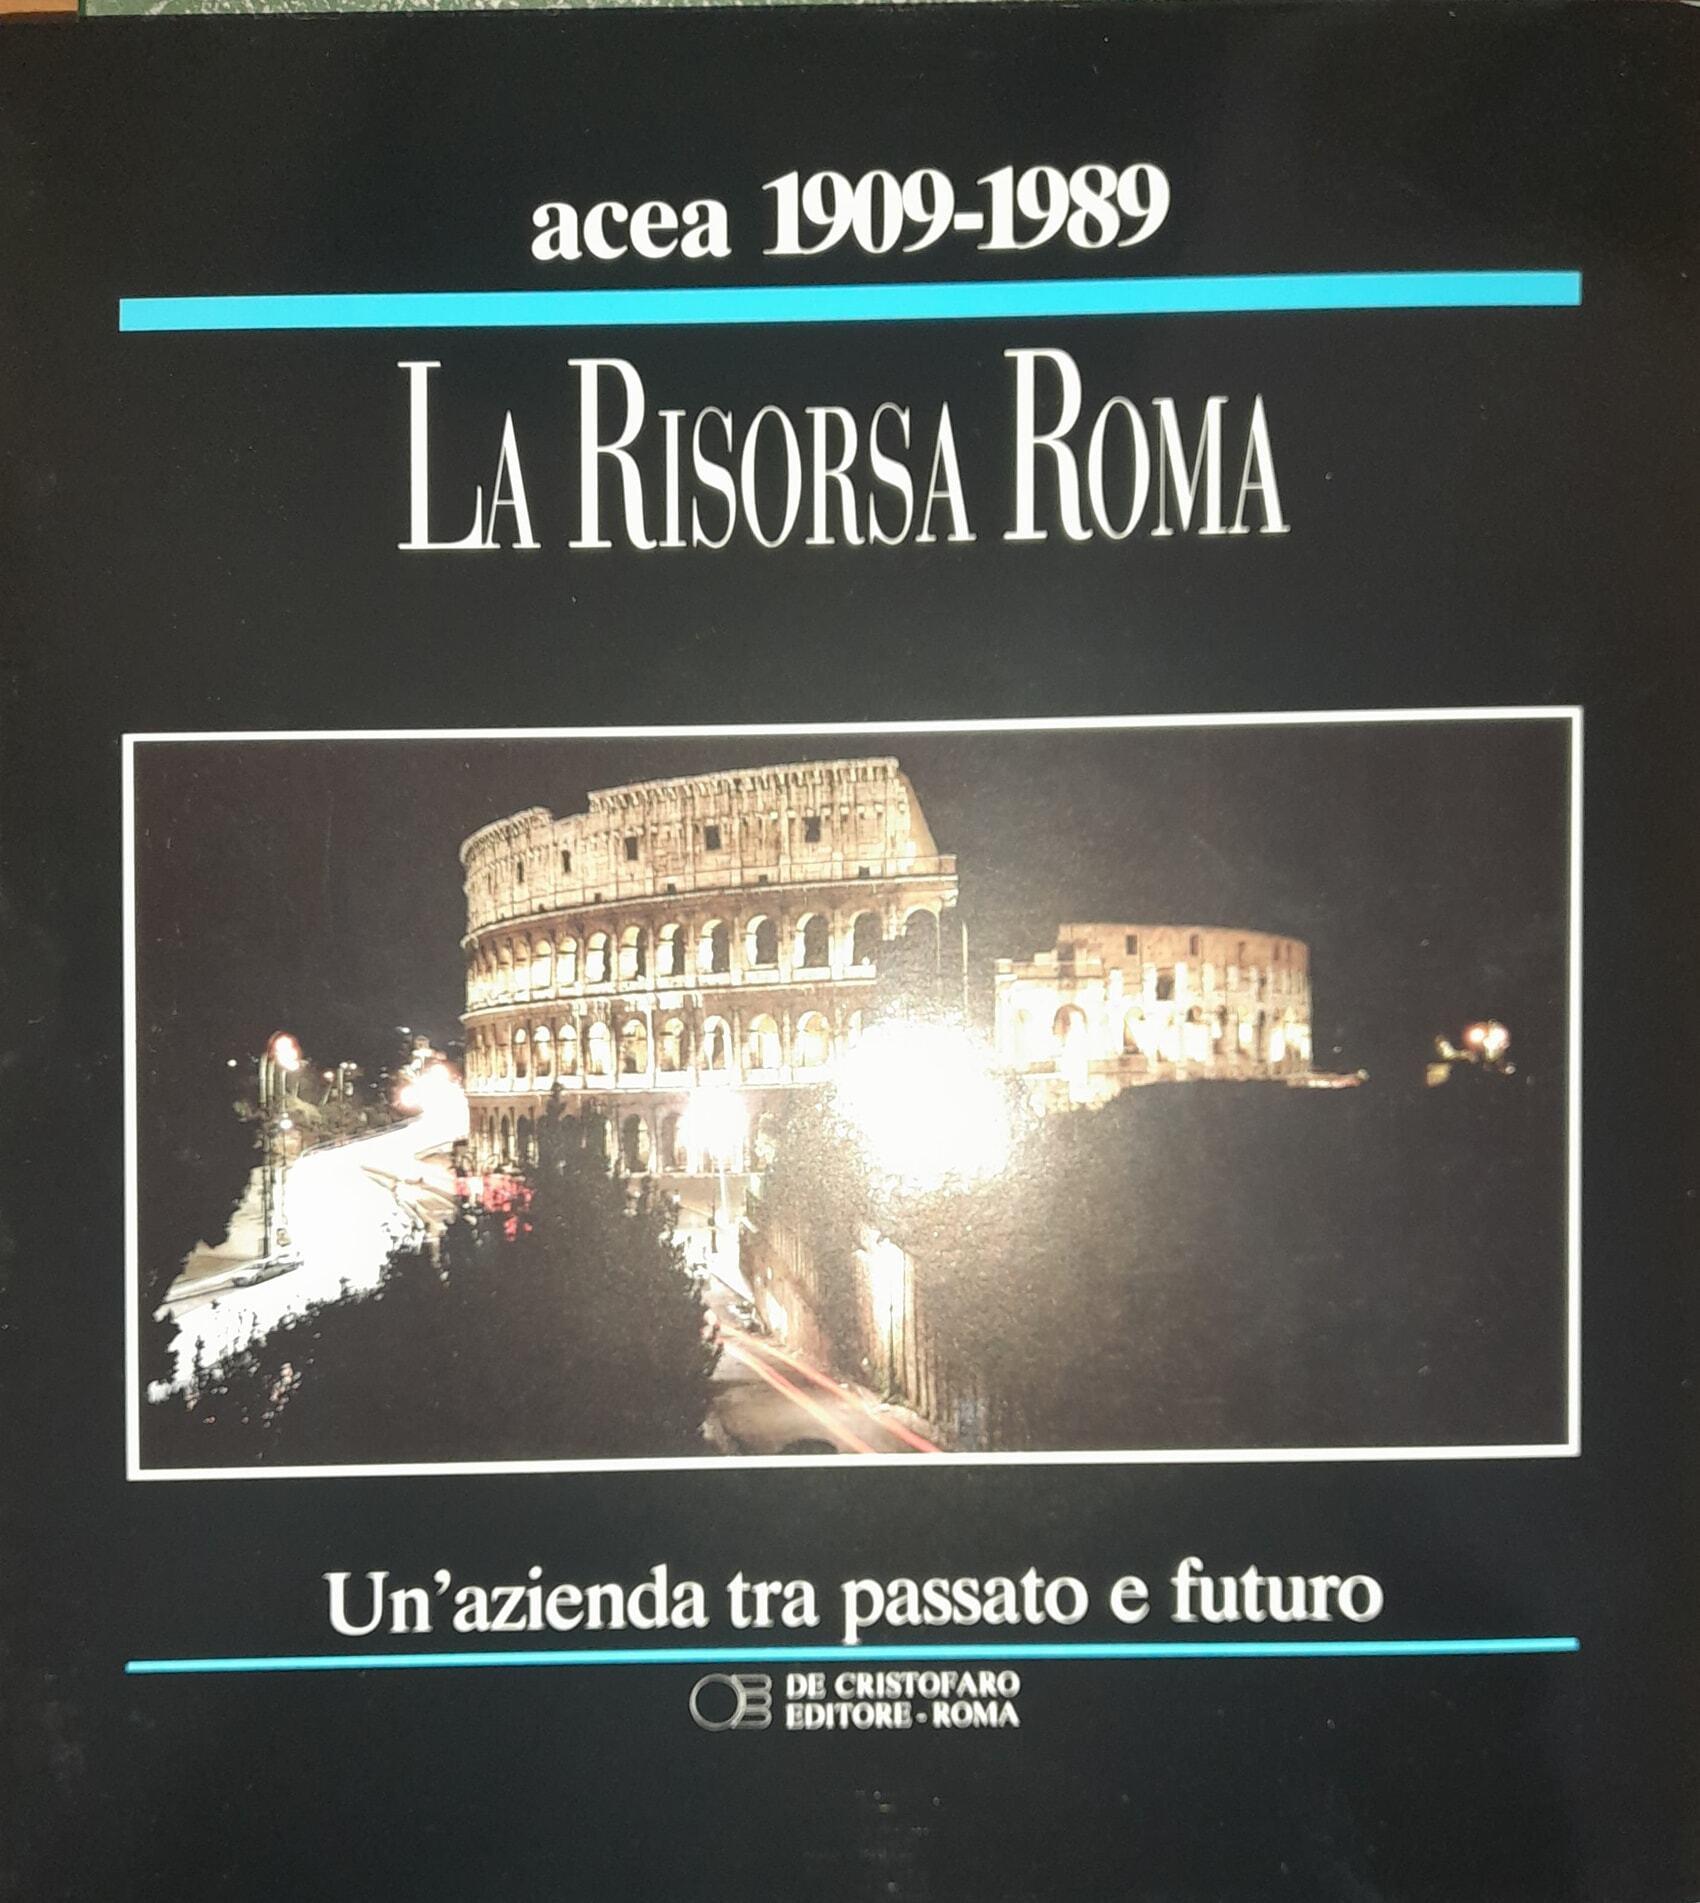 acea 1909-1989
LA RISORSA ROMA
Un'azienda tra passato e futuro
DE CRISTOFARO
EDITORE - ROMA